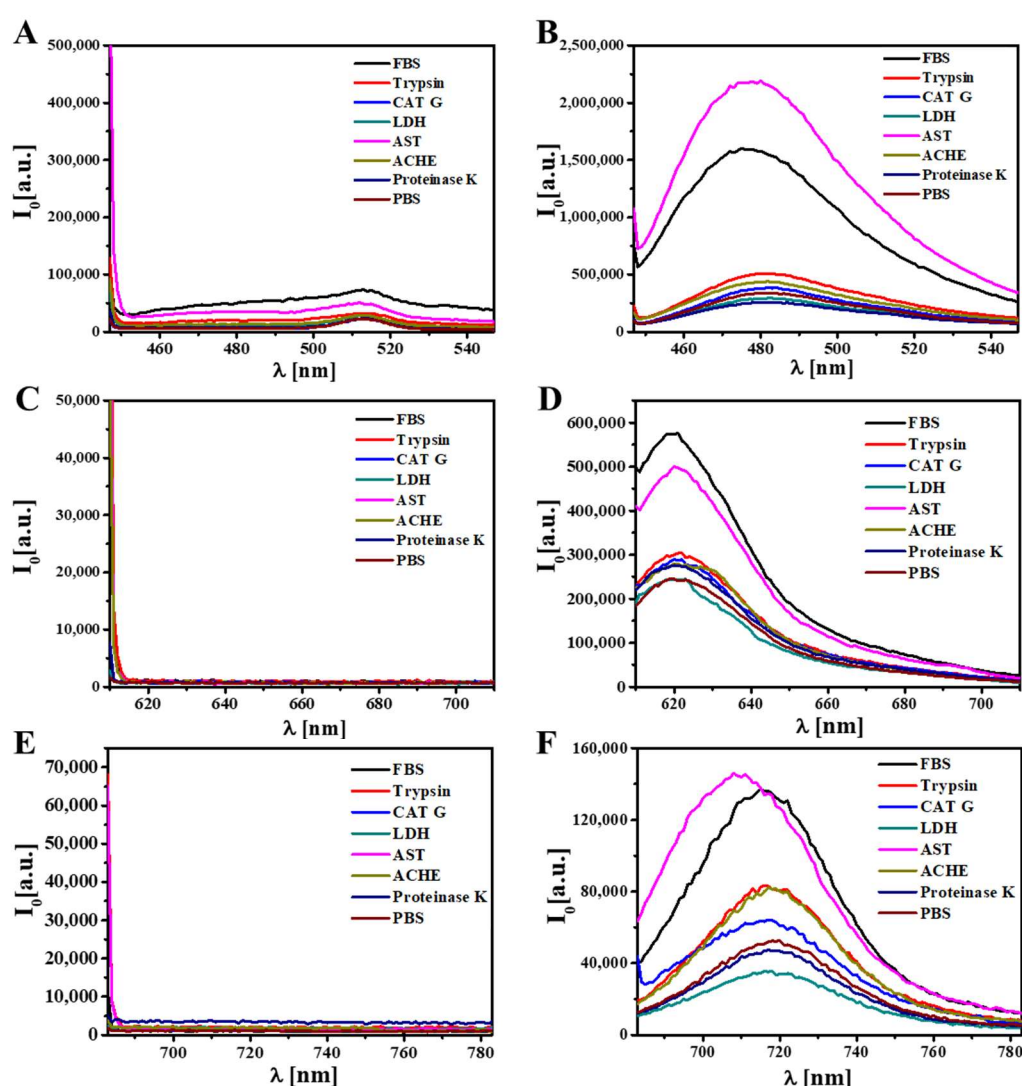 A
I0[a.u.]
500,000
400,000
300,000
200,000
100,000
0
460 480 500 520 540
λ [nm]
FBS
Trypsin
CAT G
LDH
AST
ACHE
Proteinase K
PBS
B
I0[a.u.]
2,500,000
2,000,000
1,500,000
1,000,000
500,000
0
460 480 500 520 540
λ [nm]
FBS
Trypsin
CAT G
LDH
AST
ACHE
Proteinase K
PBS
C
I0[a.u.]
50,000
40,000
30,000
20,000
10,000
0
620 640 660 680 700
λ [nm]
FBS
Trypsin
CAT G
LDH
AST
ACHE
Proteinase K
PBS
D
I0[a.u.]
600,000
500,000
400,000
300,000
200,000
100,000
0
620 640 660 680 700
λ [nm]
FBS
Trypsin
CAT G
LDH
AST
ACHE
Proteinase K
PBS
E
I0[a.u.]
70,000
60,000
50,000
40,000
30,000
20,000
10,000
0
700 720 740 760 780
λ [nm]
FBS
Trypsin
CAT G
LDH
AST
ACHE
Proteinase K
PBS
F
I0[a.u.]
160,000
120,000
80,000
40,000
0
700 720 740 760 780
λ [nm]
FBS
Trypsin
CAT G
LDH
AST
ACHE
Proteinase K
PBS